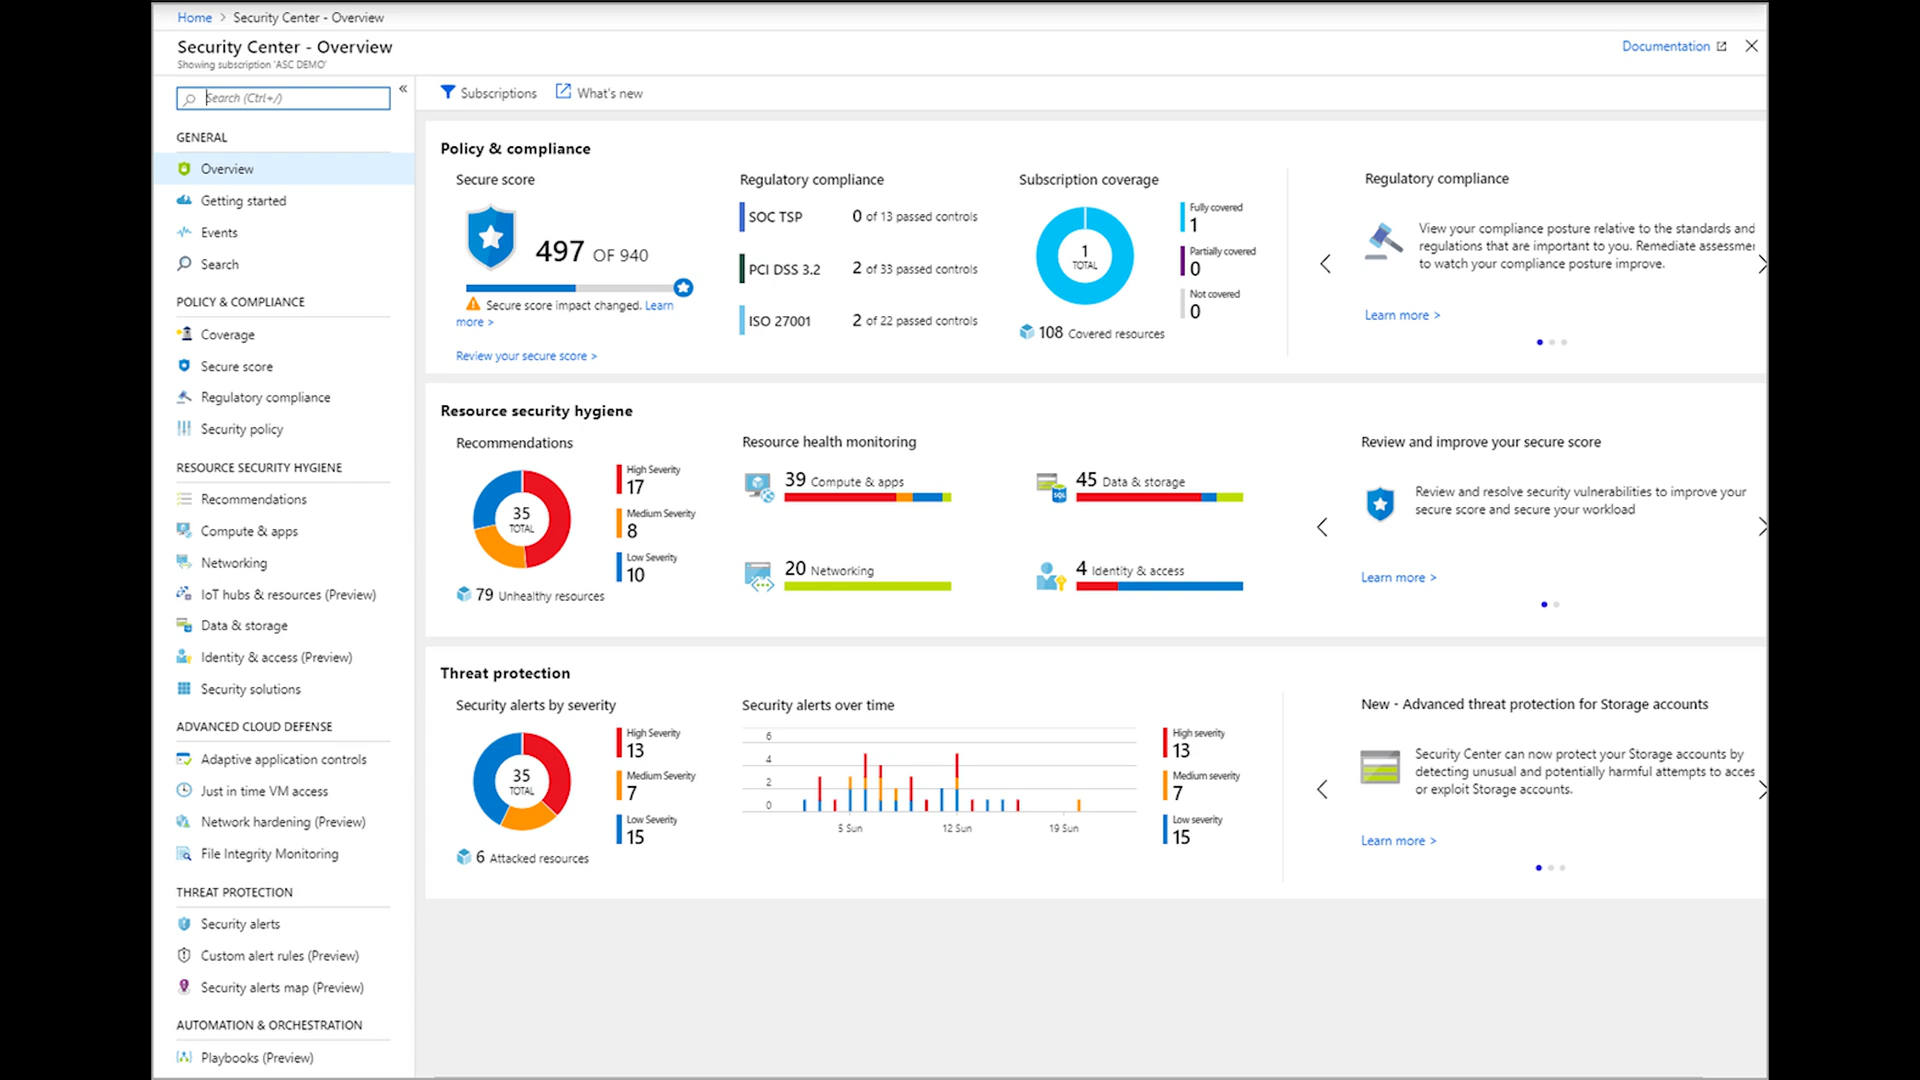 Home > Security Center - Overview
Security Center - Overview
Showing subscription 'ASC DEMO'
Documentation
Search (Ctrl+/)
«
GENERAL
Overview
Getting started
Events
Search
POLICY & COMPLIANCE
Coverage
Secure score
Regulatory compliance
Security policy
RESOURCE SECURITY HYGIENE
Recommendations
Compute & apps
Networking
IoT hubs & resources (Preview)
Data & storage
Identity & access (Preview)
Security solutions
ADVANCED CLOUD DEFENSE
Adaptive application controls
Just in time VM access
Network hardening (Preview)
File Integrity Monitoring
THREAT PROTECTION
Security alerts
Custom alert rules (Preview)
Security alerts map (Preview)
AUTOMATION & ORCHESTRATION
Playbooks (Preview)
Subscriptions
What's new
Policy & compliance
Secure score
497 OF 940
Secure score impact changed. Learn
more >
Review your secure score >
Regulatory compliance
SOC TSP 0 of 13 passed controls
PCI DSS 3.2 2 of 33 passed controls
ISO 27001 2 of 22 passed controls
Subscription coverage
1
TOTAL
Fully covered
1
Partially covered
0
Not covered
0
108 Covered resources
Regulatory compliance
View your compliance posture relative to the standards and
regulations that are important to you. Remediate assessmer
to watch your compliance posture improve.
Learn more >
Resource security hygiene
Recommendations
35
TOTAL
High Severity
17
Medium Severity
8
Low Severity
10
79 Unhealthy resources
Resource health monitoring
39 Compute & apps
45 Data & storage
20 Networking
4 Identity & access
SQL
Review and improve your secure score
Review and resolve security vulnerabilities to improve your
secure score and secure your workload
Learn more >
Threat protection
Security alerts by severity
35
TOTAL
High Severity
13
Medium Severity
7
Low Severity
15
6 Attacked resources
Security alerts over time
6
4
2
0
5 Sun
12 Sun
19 Sun
High severity
13
Medium severity
7
Low severity
15
New - Advanced threat protection for Storage accounts
Security Center can now protect your Storage accounts by
detecting unusual and potentially harmful attempts to acces
or exploit Storage accounts.
Learn more >